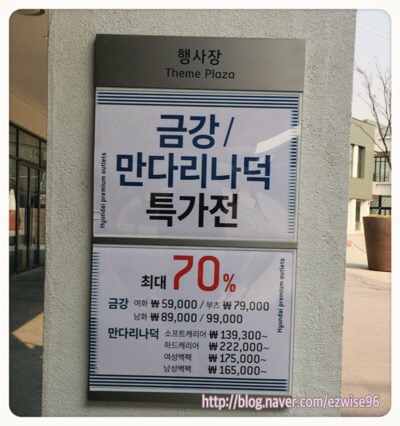 행사장
Theme Plaza
금강/
만다리나덕
특가전
Hyundai premium outlets
최대 70%
금강 여화 ₩59,000 / 부츠 ₩79,000
남화 ₩89,000 / 99,000
만다리나덕 소프트캐리어 ₩139,300~
하드캐리어 ₩222,000~
여성백팩 ₩175,000~
남성백팩 ₩165,000~
Hyundai premium outlets
http://blog.naver.com/ezwise96